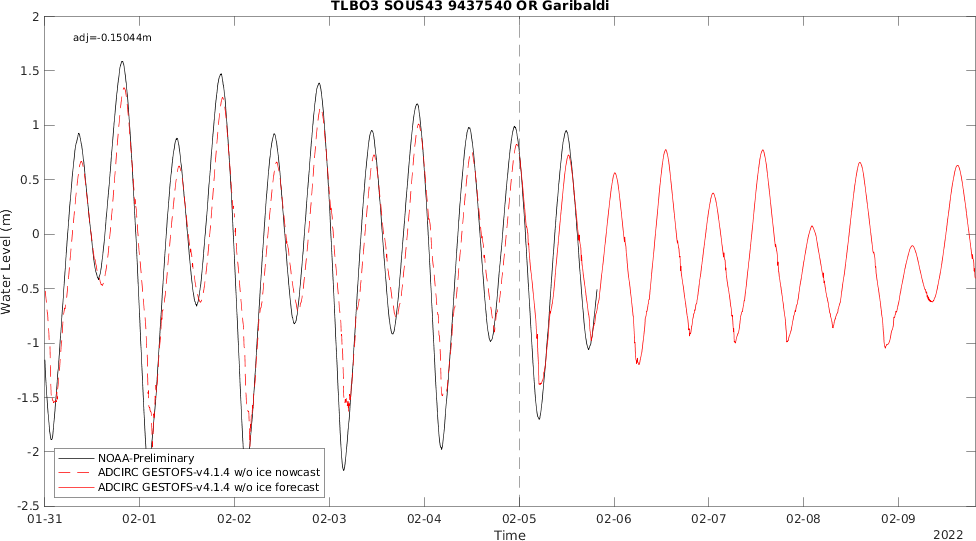 TLBO3 SOUS43 9437540 OR Garibaldi
adj=-0.15044m
2
1.5
1
0.5
0
-0.5
-1
-1.5
-2
-2.5
Water Level (m)
NOAA-Preliminary
ADCIRC GESTOFS-v4.1.4 w/o ice nowcast
ADCIRC GESTOFS-v4.1.4 w/o ice forecast
01-31 02-01 02-02 02-03 02-04 02-05 02-06 02-07 02-08 02-09
Time
2022